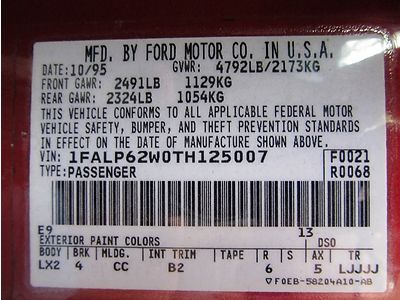 MFD. BY FORD MOTOR CO. IN U.S.A.
DATE: 10/95 GVWR: 4792LB/2173KG
FRONT GAWR: 2491LB 1129KG
REAR GAWR: 2324LB 1054KG
THIS VEHICLE CONFORMS TO ALL APPLICABLE FEDERAL MOTOR
VEHICLE SAFETY, BUMPER, AND THEFT PREVENTION STANDARDS
IN EFFECT ON THE DATE OF MANUFACTURE SHOWN ABOVE.
VIN: 1FALP62W0TH125007 F0021
TYPE: PASSENGER R0068
E9 13
EXTERIOR PAINT COLORS DSO
BODY BRK MLDG. INT TRIM TAPE R S AX TR
LX2 4 CC B2 6 5 LJJJJ
▽F0EB-58204A10-AB